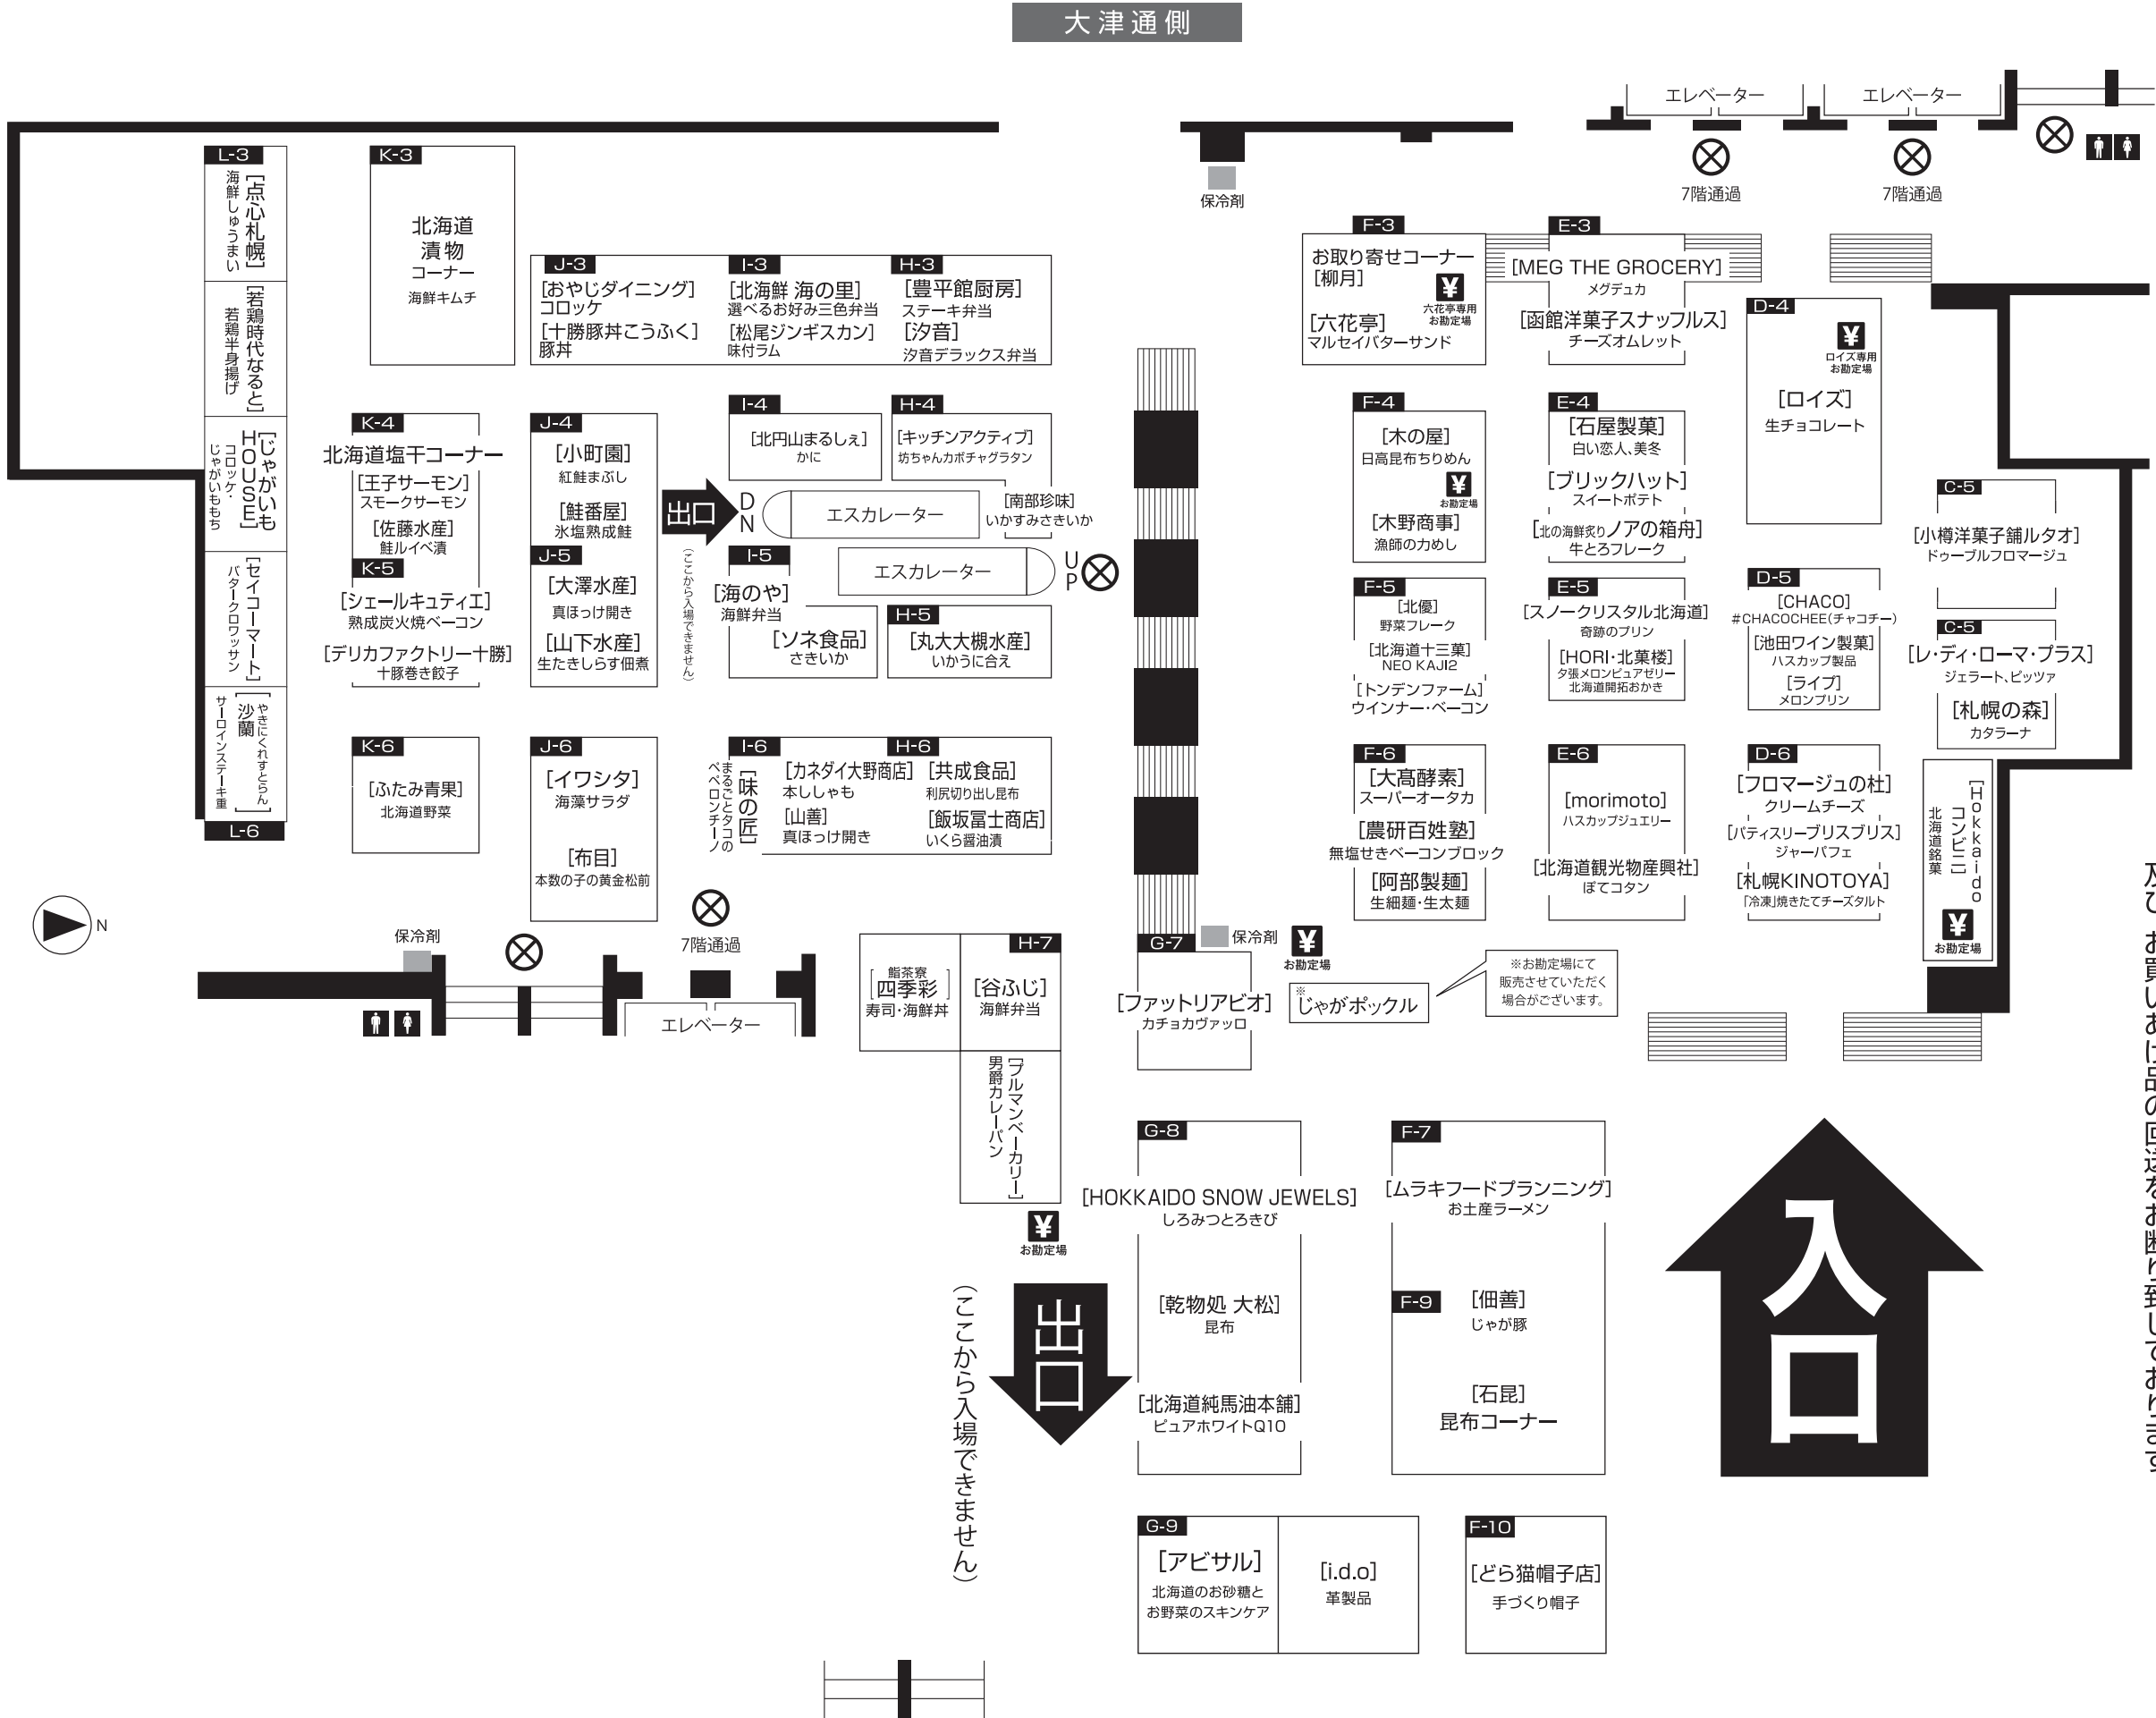 大津通側
エレベーター
エレベーター
7階通過
7階通過
保冷剤
L-3
[点心札幌]
海鮮しゅうまい
[若鶏時代なると]
若鶏半身揚げ
[じゃがいも
HOUSE]
コロッケ・
じゃがいももち
[セイコーマート]
バタークロワッサン
やきにくれすとらん
[沙蘭]
サーロインステーキ重
L-6
K-3
北海道
漬物
コーナー
海鮮キムチ
J-3
[おやじダイニング]
コロッケ
[十勝豚丼こうふく]
豚丼
I-3
[北海鮮 海の里]
選べるお好み三色弁当
[松尾ジンギスカン]
味付ラム
H-3
[豊平館厨房]
ステーキ弁当
[汐音]
汐音デラックス弁当
K-4
北海道塩干コーナー
[王子サーモン]
スモークサーモン
[佐藤水産]
鮭ルイベ漬
K-5
[シェールキュティエ]
熟成炭火焼ベーコン
[デリカファクトリー十勝]
十豚巻き餃子
K-6
[ふたみ青果]
北海道野菜
J-4
[小町園]
紅鮭まぶし
[鮭番屋]
氷塩熟成鮭
J-5
[大澤水産]
真ほっけ開き
[山下水産]
生たきしらす佃煮
J-6
[イワシタ]
海藻サラダ
[布目]
本数の子の黄金松前
出口
(ここから入場できません)
I-4
[北円山まるしぇ]
かに
H-4
[キッチンアクティブ]
坊ちゃんカボチャグラタン
[南部珍味]
いかすみさきいか
DN
エスカレーター
エスカレーター
UP
I-5
[海のや]
海鮮弁当
[ソネ食品]
さきいか
H-5
[丸大大槻水産]
いかうに合え
I-6
[味の匠]
まるごとタコの
ペペロンチーノ
[カネダイ大野商店]
本ししゃも
[山善]
真ほっけ開き
H-6
[共成食品]
利尻切り出し昆布
[飯坂冨士商店]
いくら醤油漬
N
保冷剤
7階通過
エレベーター
[鮨茶寮
四季彩]
寿司・海鮮丼
H-7
[谷ふじ]
海鮮弁当
[プルマンベーカリー]
男爵カレーパン
¥
お勘定場
出口
(ここから入場できません)
F-3
お取り寄せコーナー
[柳月]
¥
六花亭専用
お勘定場
[六花亭]
マルセイバターサンド
E-3
[MEG THE GROCERY]
メグデュカ
[函館洋菓子スナッフルス]
チーズオムレット
D-4
¥
ロイズ専用
お勘定場
[ロイズ]
生チョコレート
F-4
[木の屋]
日高昆布ちりめん
¥
お勘定場
[木野商事]
漁師の力めし
E-4
[石屋製菓]
白い恋人、美冬
[ブリックハット]
スイートポテト
[北の海鮮炙りノアの箱舟]
牛とろフレーク
C-5
[小樽洋菓子舗ルタオ]
ドゥーブルフロマージュ
F-5
[北優]
野菜フレーク
[北海道十三菓]
NEO KAJI2
[トンデンファーム]
ウインナー・ベーコン
E-5
[スノークリスタル北海道]
奇跡のプリン
[HORI・北菓楼]
夕張メロンピュアゼリー
北海道開拓おかき
D-5
[CHACO]
#CHACOCHEE(チャコチー)
[池田ワイン製菓]
ハスカップ製品
[ライブ]
メロンプリン
C-5
[レ・ディ・ローマ・プラス]
ジェラート、ピッツァ
[札幌の森]
カタラーナ
F-6
[大髙酵素]
スーパーオータカ
[農研百姓塾]
無塩せきベーコンブロック
[阿部製麺]
生細麺・生太麺
E-6
[morimoto]
ハスカップジュエリー
[北海道観光物産興社]
ぽてコタン
D-6
[フロマージュの杜]
クリームチーズ
[パティスリーブリスブリス]
ジャーパフェ
[札幌KINOTOYA]
「冷凍」焼きたてチーズタルト
[Hokkaido
コンビニ]
北海道銘菓
¥
お勘定場
G-7
保冷剤
¥
お勘定場
[ファットリアビオ]
カチョカヴァッロ
※
じゃがポックル
※お勘定場にて
販売させていただく
場合がございます。
G-8
[HOKKAIDO SNOW JEWELS]
しろみつとろきび
[乾物処 大松]
昆布
[北海道純馬油本舗]
ピュアホワイトQ10
F-7
[ムラキフードプランニング]
お土産ラーメン
F-9
[佃善]
じゃが豚
[石昆]
昆布コーナー
入口
G-9
[アビサル]
北海道のお砂糖と
お野菜のスキンケア
[i.d.o]
革製品
F-10
[どら猫帽子店]
手づくり帽子
及び、お買いあげ品の回送をお断り致しております